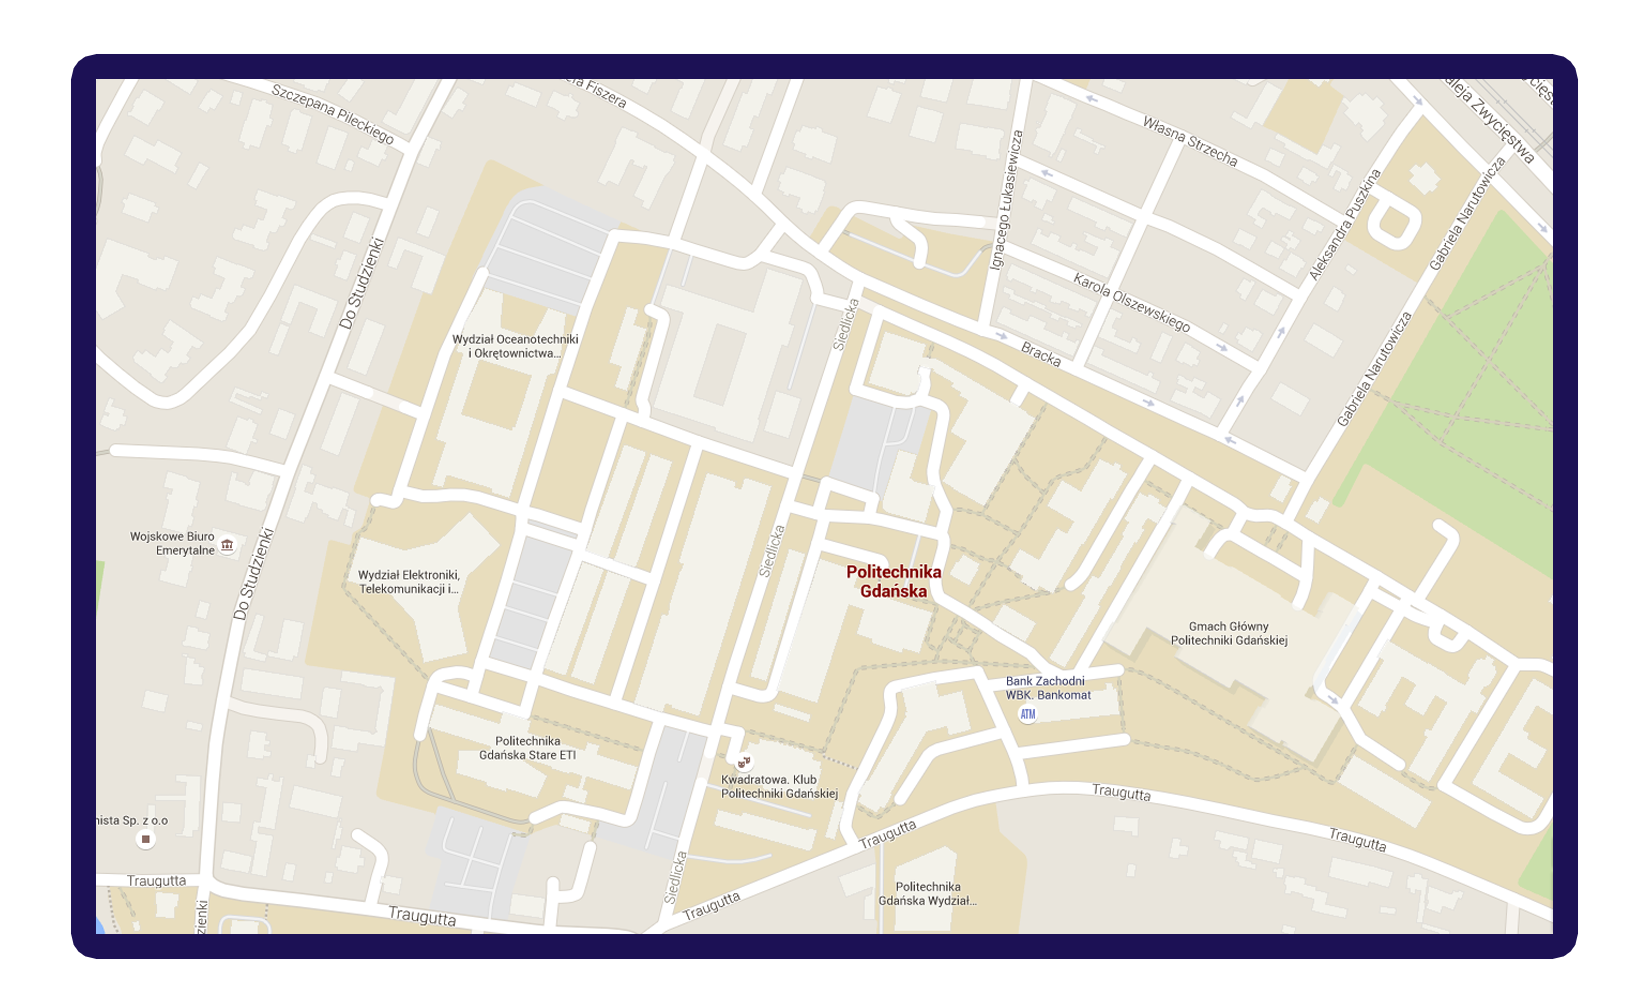 Szczepana Pileckiego
Fiszera
Własna Strzecha
aleja Zwycięstwa
Ignacego Łukasiewicza
Aleksandra Puszkina
Gabriela Narutowicza
Do Studzienki
Karola Olszewskiego
Siedlicka
Bracka
Gabriela Narutowicza
Wydział Oceanotechniki
i Okrętownictwa...
Wojskowe Biuro
Emerytalne
Do Studzienki
Siedlicka
Wydział Elektroniki,
Telekomunikacji i...
Politechnika
Gdańska
Gmach Główny
Politechniki Gdańskiej
Bank Zachodni
WBK. Bankomat
ATM
Politechnika
Gdańska Stare ETI
Kwadratowa. Klub
Politechniki Gdańskiej
Traugutta
Traugutta
Traugutta
nista Sp. z o.o
Siedlicka
Traugutta
Politechnika
Gdańska Wydział...
Traugutta
Traugutta
zienki